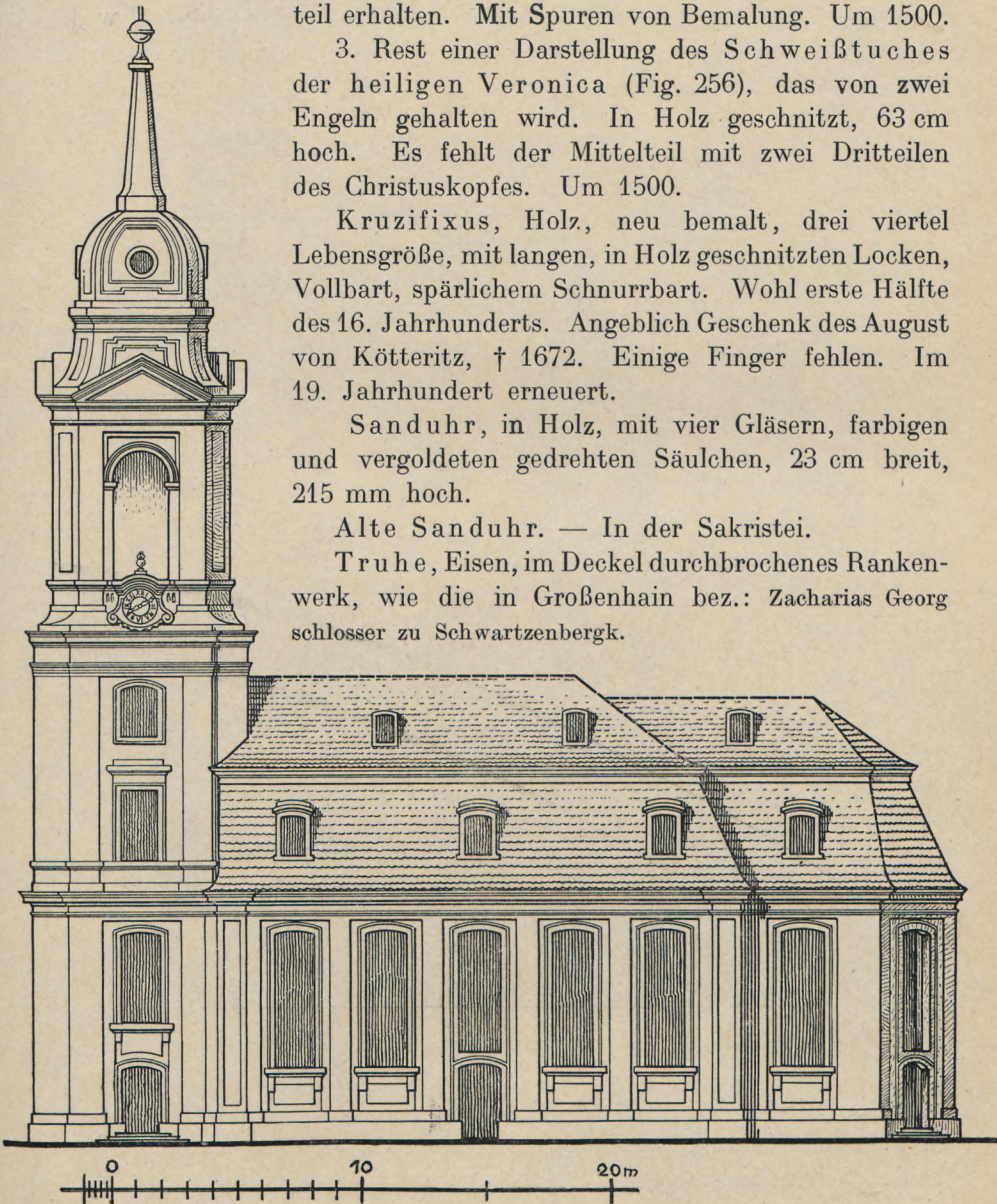 teil erhalten. Mit Spuren von Bemalung. Um 1500.
3. Rest einer Darstellung des Schweißtuches
der heiligen Veronica (Fig. 256), das von zwei
Engeln gehalten wird. In Holz geschnitzt, 63 cm
hoch. Es fehlt der Mittelteil mit zwei Dritteilen
des Christuskopfes. Um 1500.
Kruzifixus, Holz, neu bemalt, drei viertel
Lebensgröße, mit langen, in Holz geschnitzten Locken,
Vollbart, spärlichem Schnurrbart. Wohl erste Hälfte
des 16. Jahrhunderts. Angeblich Geschenk des August
von Kötteritz, † 1672. Einige Finger fehlen. Im
19. Jahrhundert erneuert.
Sanduhr, in Holz, mit vier Gläsern, farbigen
und vergoldeten gedrehten Säulchen, 23 cm breit,
215 mm hoch.
Alte Sanduhr. — In der Sakristei.
Truhe, Eisen, im Deckel durchbrochenes Ranken-
werk, wie die in Großenhain bez.: Zacharias Georg
schlosser zu Schwartzenbergk.
0 10 20m